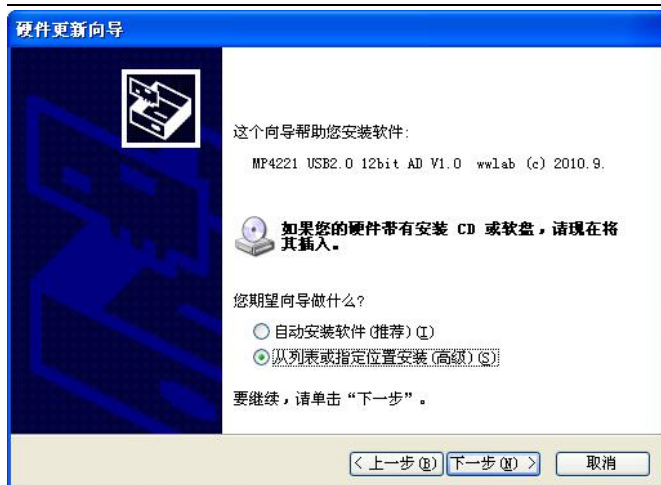 硬件更新向导
这个向导帮助您安装软件:
MP4221 USB2.0 12bit AD V1.0 wwlab (c) 2010.9.
如果您的硬件带有安装 CD 或软盘，请现在将
其插入。
您期望向导做什么?
自动安装软件(推荐)(I)
从列表或指定位置安装(高级)(S)
要继续，请单击“下一步”。
< 上一步(B) 下一步(N) > 取消